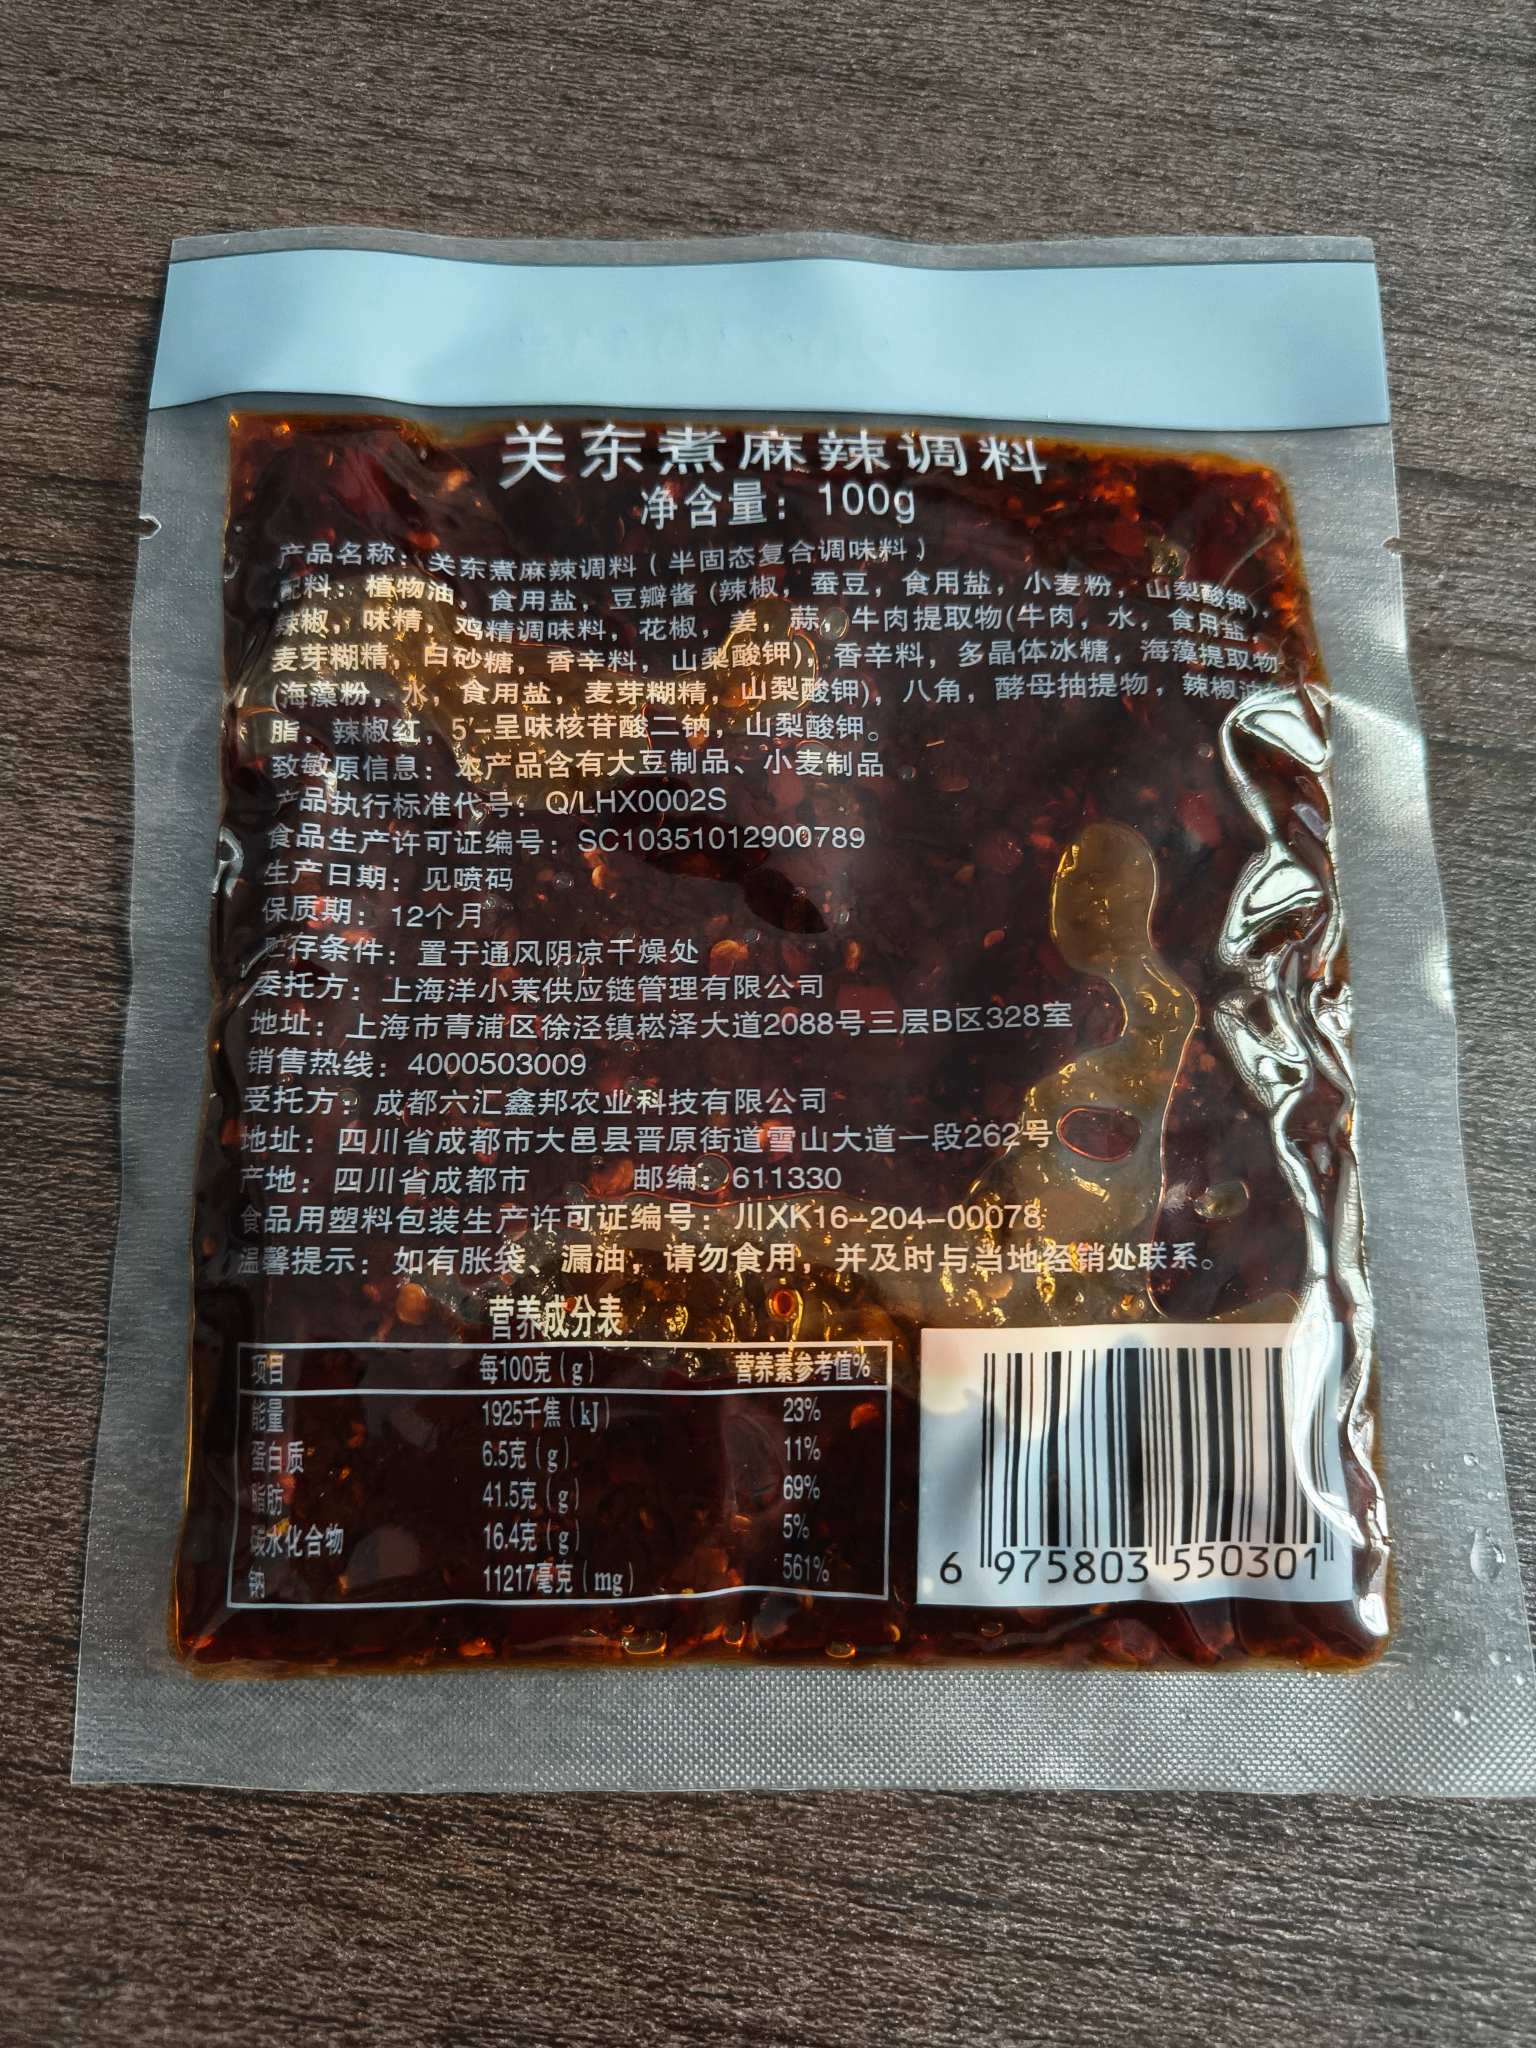 关东煮麻辣调料
净含量：100g
产品名称：关东煮麻辣调料（半固态复合调味料）
配料：植物油，食用盐，豆瓣酱(辣椒，蚕豆，食用盐，小麦粉，山梨酸钾)，
辣椒，味精，鸡精调味料，花椒，姜，蒜，牛肉提取物(牛肉，水，食用盐，
麦芽糊精，白砂糖，香辛料，山梨酸钾)，香辛料，多晶体冰糖，海藻提取物
(海藻粉，水，食用盐，麦芽糊精，山梨酸钾)，八角，酵母抽提物，辣椒油
脂，辣椒红，5′-呈味核苷酸二钠，山梨酸钾。
致敏原信息：本产品含有大豆制品、小麦制品
产品执行标准代号：Q/LHX0002S
食品生产许可证编号：SC10351012900789
生产日期：见喷码
保质期：12个月
贮存条件：置于通风阴凉干燥处
委托方：上海洋小茉供应链管理有限公司
地址：上海市青浦区徐泾镇崧泽大道2088号三层B区328室
销售热线：4000503009
受托方：成都六汇鑫邦农业科技有限公司
地址：四川省成都市大邑县晋原街道雪山大道一段262号
产地：四川省成都市 邮编：611330
食品用塑料包装生产许可证编号：川XK16-204-00078
温馨提示：如有胀袋、漏油，请勿食用，并及时与当地经销处联系。
营养成分表
项目 每100克（g） 营养素参考值%
能量 1925千焦（kJ） 23%
蛋白质 6.5克（g） 11%
脂肪 41.5克（g） 69%
碳水化合物 16.4克（g） 5%
钠 11217毫克（mg） 561%
6 975803 550301